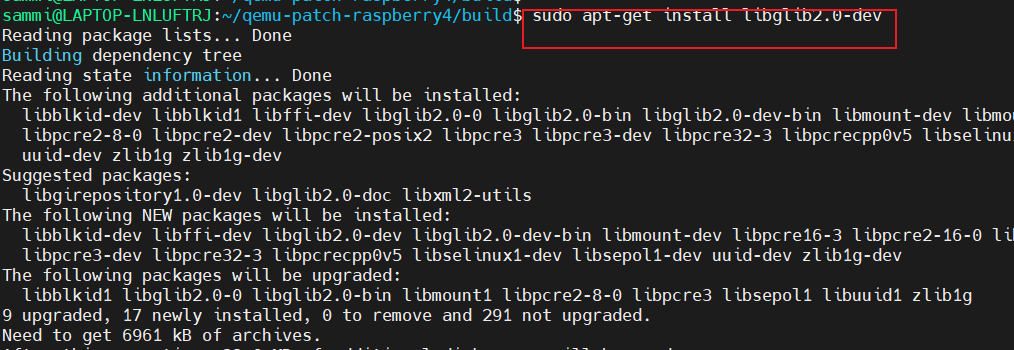 sammi@LAPTOP-LNLUFTRJ:~/qemu-patch-raspberry4/build$
sammi@LAPTOP-LNLUFTRJ:~/qemu-patch-raspberry4/build$ sudo apt-get install libglib2.0-dev
Reading package lists... Done
Building dependency tree
Reading state information... Done
The following additional packages will be installed:
  libblkid-dev libblkid1 libffi-dev libglib2.0-0 libglib2.0-bin libglib2.0-dev-bin libmount-dev libmou
  libpcre2-8-0 libpcre2-dev libpcre2-posix2 libpcre3 libpcre3-dev libpcre32-3 libpcrecpp0v5 libselinu
  uuid-dev zlib1g zlib1g-dev
Suggested packages:
  libgirepository1.0-dev libglib2.0-doc libxml2-utils
The following NEW packages will be installed:
  libblkid-dev libffi-dev libglib2.0-dev libglib2.0-dev-bin libmount-dev libpcre16-3 libpcre2-16-0 li
  libpcre3-dev libpcre32-3 libpcrecpp0v5 libselinux1-dev libsepol1-dev uuid-dev zlib1g-dev
The following packages will be upgraded:
  libblkid1 libglib2.0-0 libglib2.0-bin libmount1 libpcre2-8-0 libpcre3 libsepol1 libuuid1 zlib1g
9 upgraded, 17 newly installed, 0 to remove and 291 not upgraded.
Need to get 6961 kB of archives.